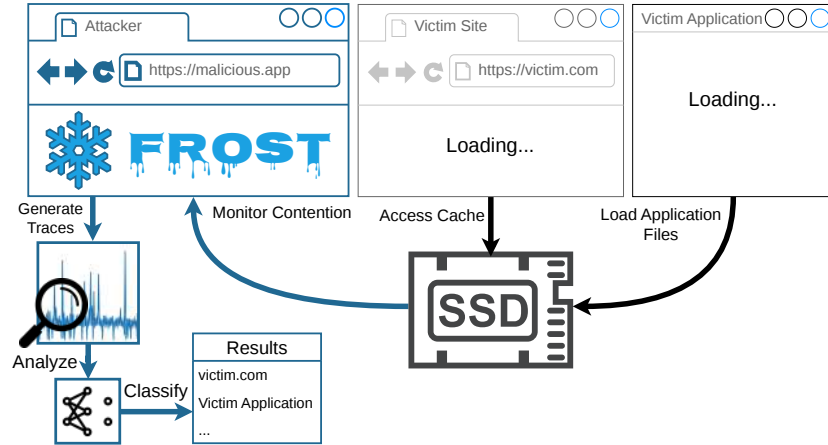 Attacker
https://malicious.app
FROST
Victim Site
https://victim.com
Loading...
Victim Application
Loading...
Generate
Traces
Monitor Contention
Access Cache
Load Application
Files
SSD
Analyze
Classify
Results
victim.com
Victim Application
...